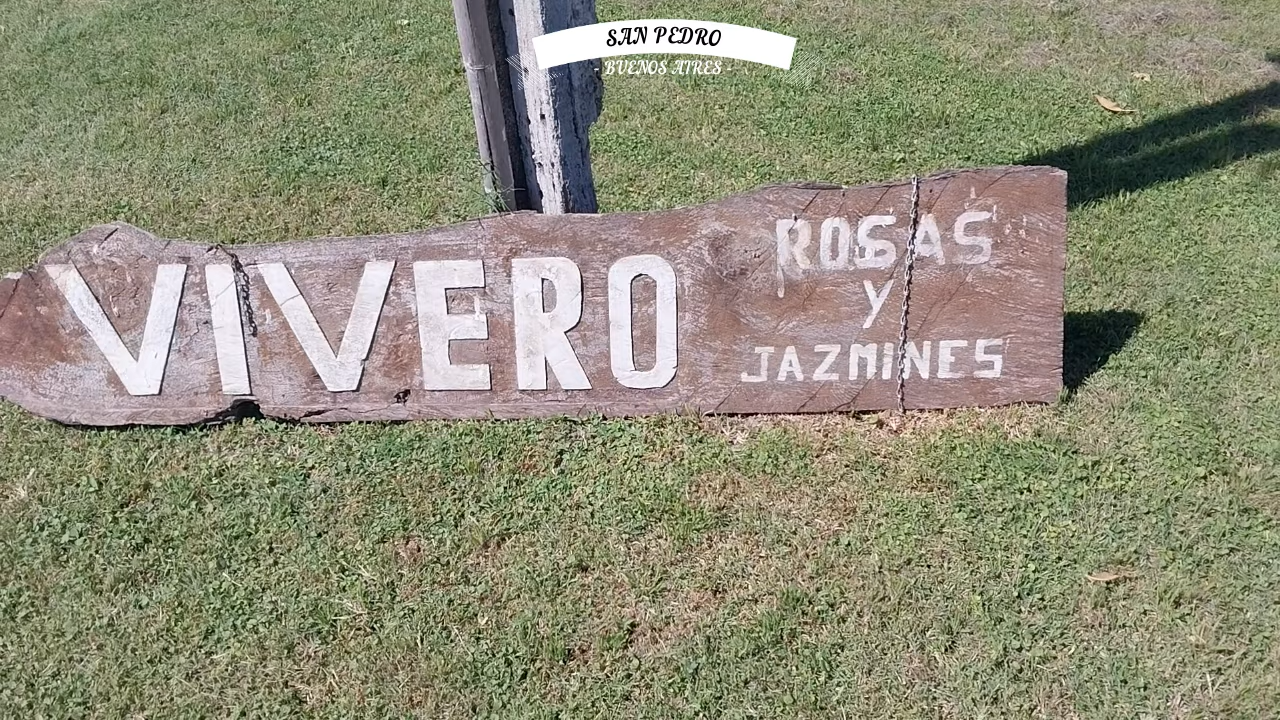 SAN PEDRO
- BUENOS AIRES -
VIVERO
ROSAS
Y
JAZMINES